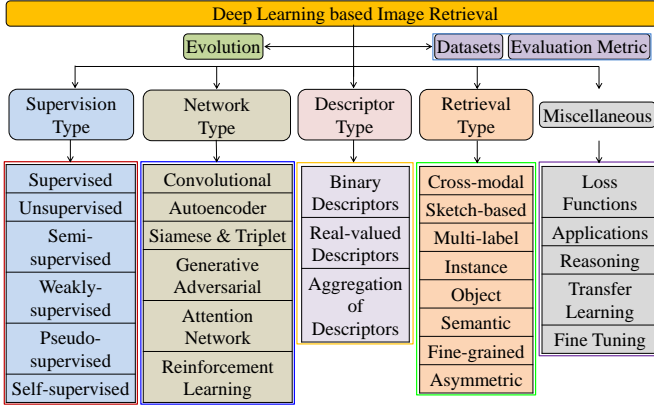 Deep Learning based Image Retrieval
Evolution
Datasets
Evaluation Metric
Supervision
Type
Network
Type
Descriptor
Type
Retrieval
Type
Miscellaneous
Supervised
Unsupervised
Semi-
supervised
Weakly-
supervised
Pseudo-
supervised
Self-supervised
Convolutional
Autoencoder
Siamese & Triplet
Generative
Adversarial
Attention
Network
Reinforcement
Learning
Binary
Descriptors
Real-valued
Descriptors
Aggregation
of
Descriptors
Cross-modal
Sketch-based
Multi-label
Instance
Object
Semantic
Fine-grained
Asymmetric
Loss
Functions
Applications
Reasoning
Transfer
Learning
Fine Tuning